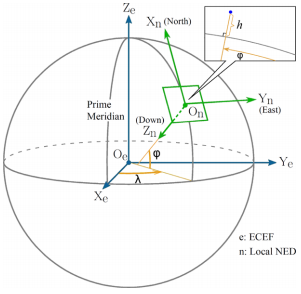 Zₑ
Xₙ (North)
h
φ
Prime
Meridian
Yₙ
(East)
Oₙ
(Down)
Zₙ
Oₑ
φ
λ
Yₑ
Xₑ
e: ECEF
n: Local NED